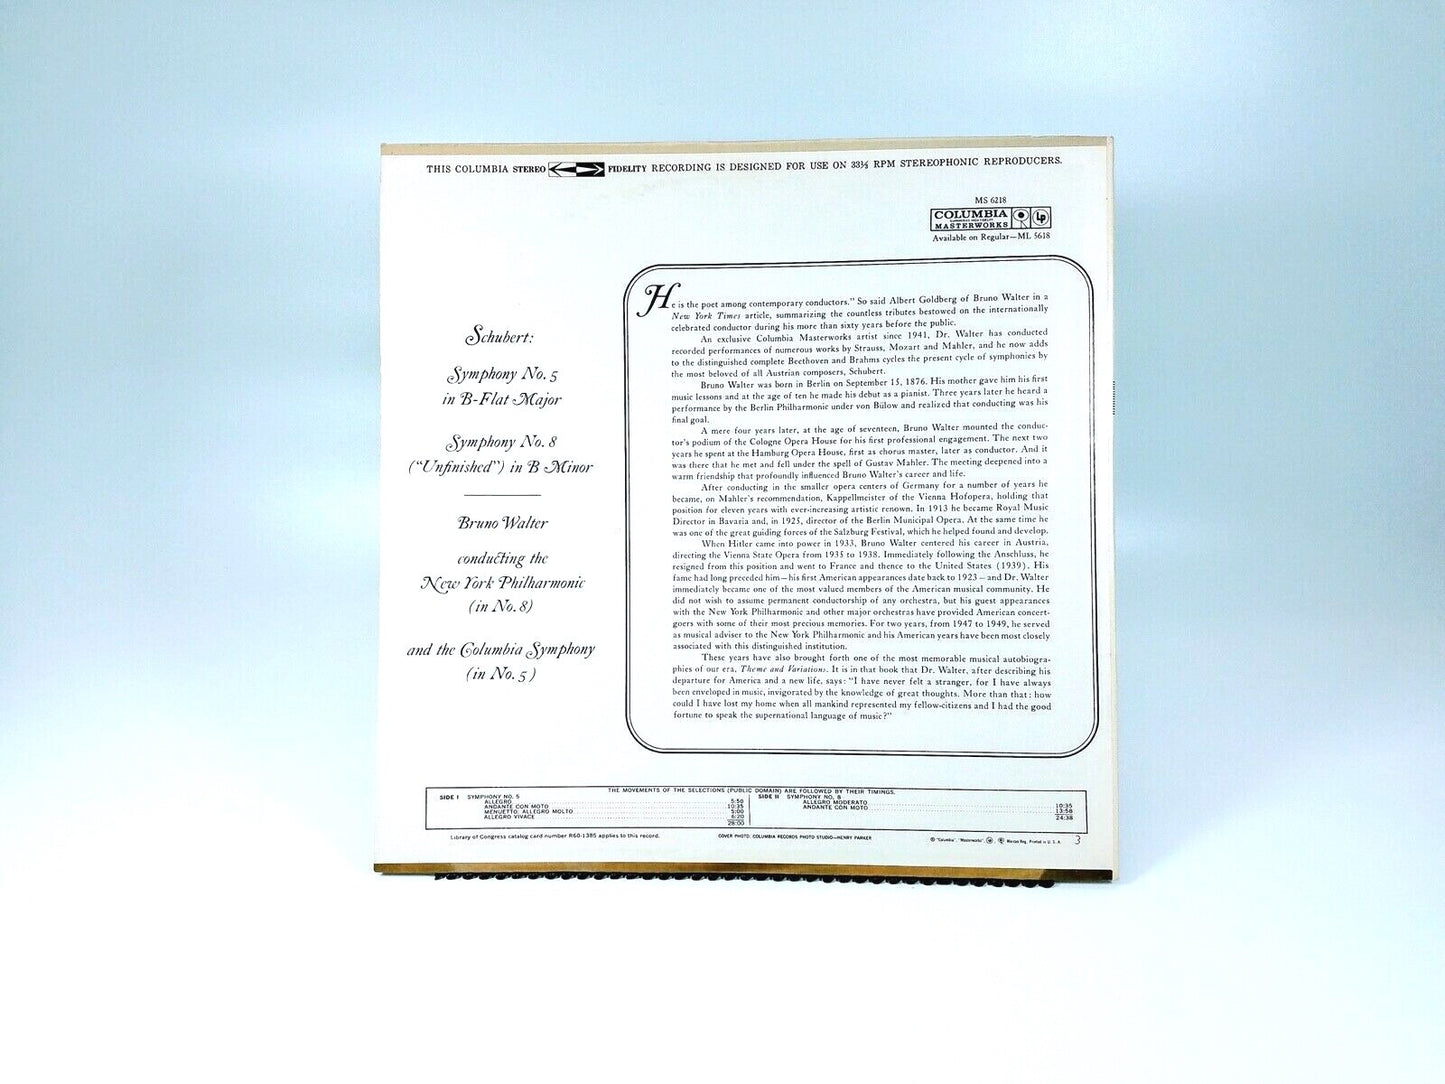 THIS COLUMBIA STEREO FIDELITY RECORDING IS DESIGNED FOR USE ON 33⅓ RPM STEREOPHONIC REPRODUCERS.
MS 6218
COLUMBIA
MASTERWORKS
LP
Available on Regular—ML 5618
Schubert:
Symphony No. 5
in B-Flat Major
Symphony No. 8
("Unfinished") in B Minor
Bruno Walter
conducting the
New York Philharmonic
(in No. 8)
and the Columbia Symphony
(in No. 5)
He is the poet among contemporary conductors." So said Albert Goldberg of Bruno Walter in a
New York Times article, summarizing the countless tributes bestowed on the internationally
celebrated conductor during his more than sixty years before the public.
An exclusive Columbia Masterworks artist since 1941, Dr. Walter has conducted
recorded performances of numerous works by Strauss, Mozart and Mahler, and he now adds
to the distinguished complete Beethoven and Brahms cycles the present cycle of symphonies by
the most beloved of all Austrian composers, Schubert.
Bruno Walter was born in Berlin on September 15, 1876. His mother gave him his first
music lessons and at the age of ten he made his debut as a pianist. Three years later he heard a
performance by the Berlin Philharmonic under von Bülow and realized that conducting was his
final goal.
A mere four years later, at the age of seventeen, Bruno Walter mounted the conduc-
tor's podium of the Cologne Opera House for his first professional engagement. The next two
years he spent at the Hamburg Opera House, first as chorus master, later as conductor. And it
was there that he met and fell under the spell of Gustav Mahler. The meeting deepened into a
warm friendship that profoundly influenced Bruno Walter's career and life.
After conducting in the smaller opera centers of Germany for a number of years he
became, on Mahler's recommendation, Kappellmeister of the Vienna Hofopera, holding that
position for eleven years with ever-increasing artistic renown. In 1913 he became Royal Music
Director in Bavaria and, in 1925, director of the Berlin Municipal Opera. At the same time he
was one of the great guiding forces of the Salzburg Festival, which he helped found and develop.
When Hitler came into power in 1933, Bruno Walter centered his career in Austria,
directing the Vienna State Opera from 1935 to 1938. Immediately following the Anschluss, he
resigned from this position and went to France and thence to the United States (1939). His
fame had long preceded him—his first American appearances date back to 1923—and Dr. Walter
immediately became one of the most valued members of the American musical community. He
did not wish to assume permanent conductorship of any orchestra, but his guest appearances
with the New York Philharmonic and other major orchestras have provided American concert-
goers with some of their most precious memories. For two years, from 1947 to 1949, he served
as musical adviser to the New York Philharmonic and his American years have been most closely
associated with this distinguished institution.
These years have also brought forth one of the most memorable musical autobiogra-
phies of our era, Theme and Variations. It is in that book that Dr. Walter, after describing his
departure for America and a new life, says: "I have never felt a stranger, for I have always
been enveloped in music, invigorated by the knowledge of great thoughts. More than that: how
could I have lost my home when all mankind represented my fellow-citizens and I had the good
fortune to speak the supernational language of music?"
THE MOVEMENTS OF THE SELECTIONS (PUBLIC DOMAIN) ARE FOLLOWED BY THEIR TIMINGS.
SIDE I SYMPHONY NO. 5
ALLEGRO 5:58
ANDANTE CON MOTO 10:35
MENUETTO: ALLEGRO MOLTO 5:00
ALLEGRO VIVACE 6:20
28:00
SIDE II SYMPHONY NO. 8
ALLEGRO MODERATO 10:35
ANDANTE CON MOTO 13:58
24:38
Library of Congress catalog card number R60-1385 applies to this record.
COVER PHOTO: COLUMBIA RECORDS PHOTO STUDIO—HENRY PARKER
® "Columbia", "Masterworks", Marcas Reg. Printed in U. S. A.
3